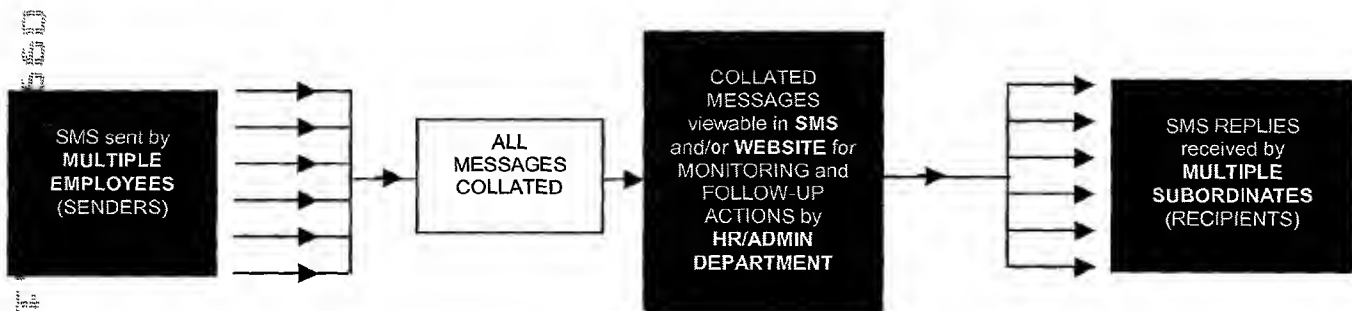 SMS sent by
MULTIPLE
EMPLOYEES
(SENDERS)
ALL
MESSAGES
COLLATED
COLLATED
MESSAGES
viewable in SMS
and/or WEBSITE for
MONITORING and
FOLLOW-UP
ACTIONS by
HR/ADMIN
DEPARTMENT
SMS REPLIES
received by
MULTIPLE
SUBORDINATES
(RECIPIENTS)